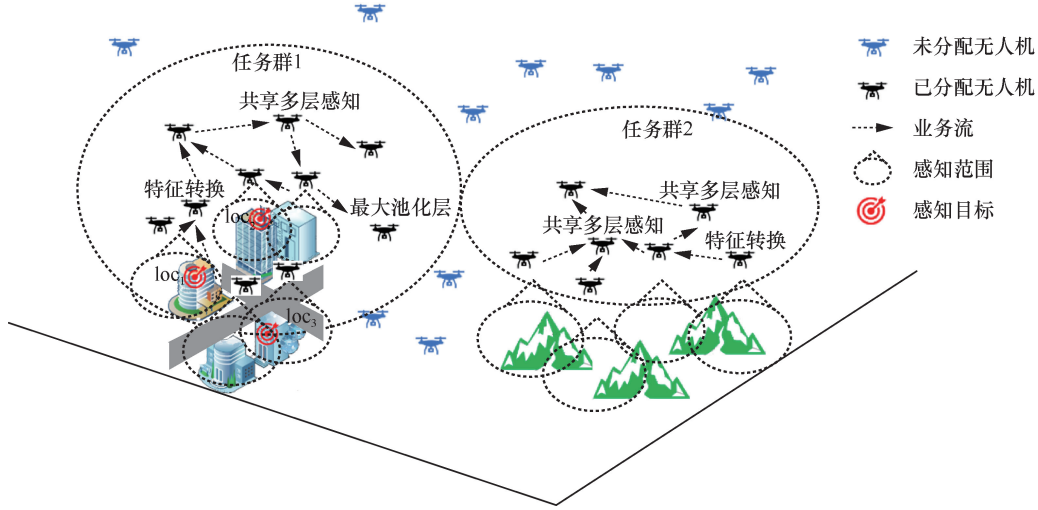 任务群1
共享多层感知
特征转换
最大池化层
loc
loc
loc₃
任务群2
共享多层感知
共享多层感知
特征转换
未分配无人机
已分配无人机
业务流
感知范围
感知目标